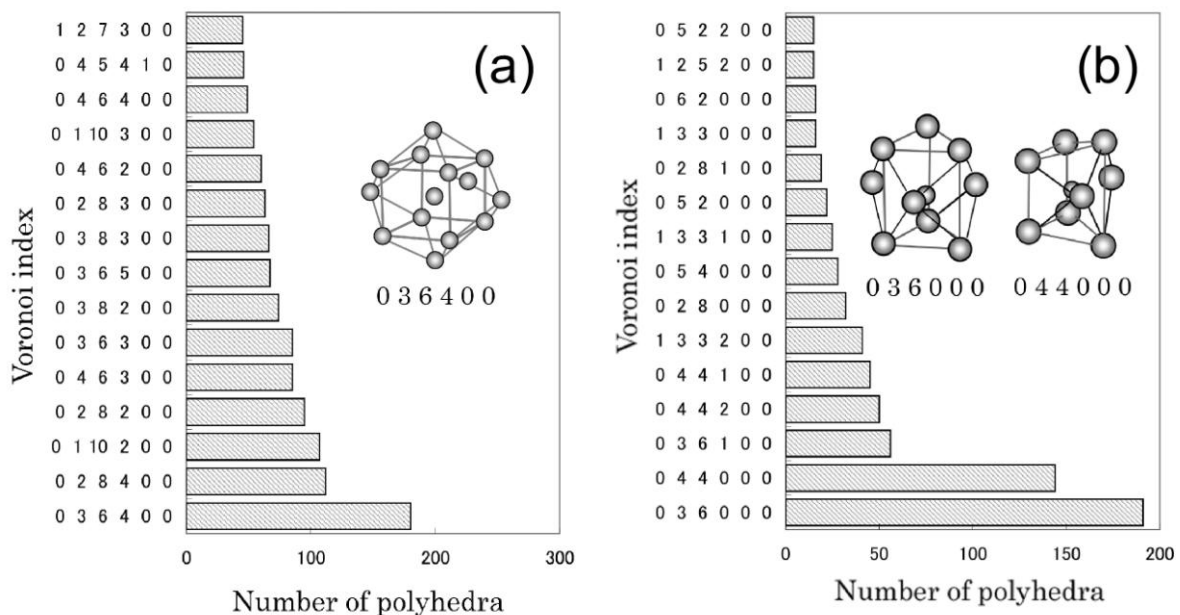 (a)
Voronoi index
1 2 7 3 0 0
0 4 5 4 1 0
0 4 6 4 0 0
0 1 10 3 0 0
0 4 6 2 0 0
0 2 8 3 0 0
0 3 8 3 0 0
0 3 6 5 0 0
0 3 8 2 0 0
0 3 6 3 0 0
0 4 6 3 0 0
0 2 8 2 0 0
0 1 10 2 0 0
0 2 8 4 0 0
0 3 6 4 0 0
0 3 6 4 0 0
0 100 200 300
Number of polyhedra
(b)
Voronoi index
0 5 2 2 0 0
1 2 5 2 0 0
0 6 2 0 0 0
1 3 3 0 0 0
0 2 8 1 0 0
0 5 2 0 0 0
1 3 3 1 0 0
0 5 4 0 0 0
0 2 8 0 0 0
1 3 3 2 0 0
0 4 4 1 0 0
0 4 4 2 0 0
0 3 6 1 0 0
0 4 4 0 0 0
0 3 6 0 0 0
0 3 6 0 0 0
0 4 4 0 0 0
0 50 100 150 200
Number of polyhedra